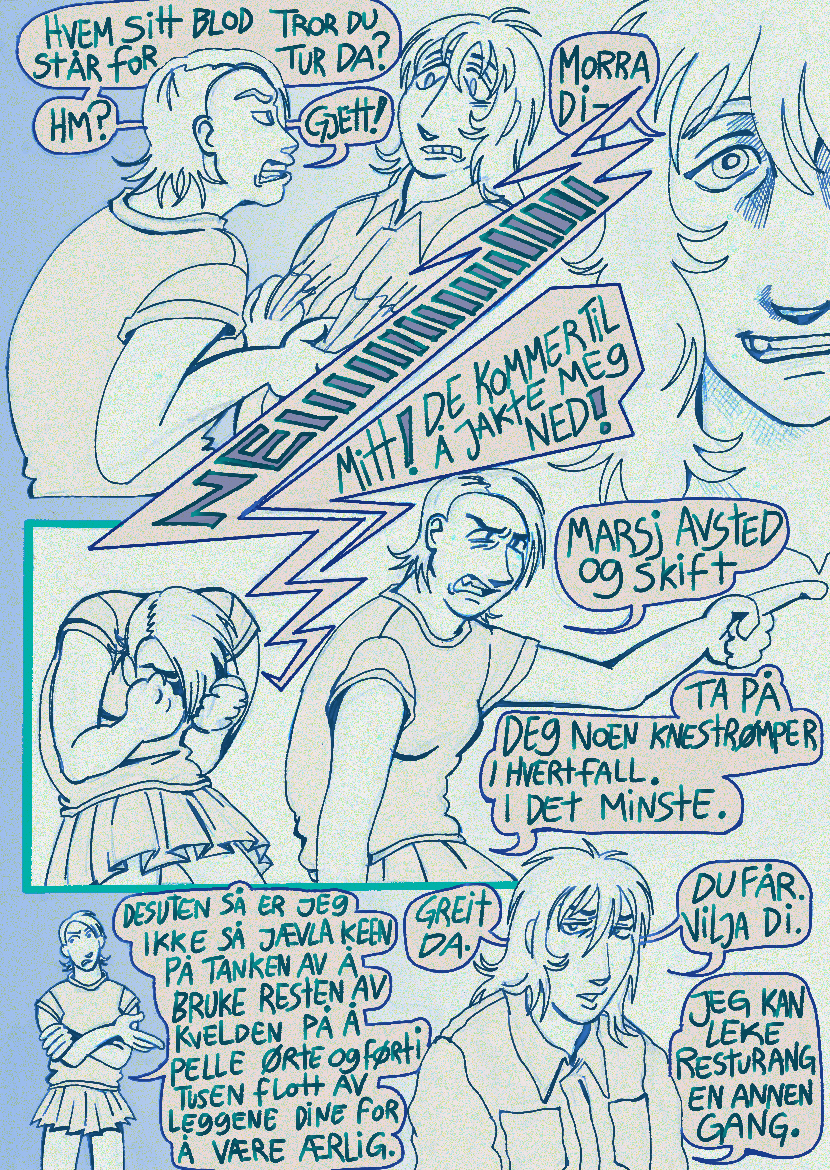 HVEM SITT BLOD TROR DU
STÅR FOR TUR DA?
HM?
GJETT!
MORRA
DI-
NEIIIIIIIIIIIIIIIII
MITT! DE KOMMER TIL
Å JAKTE MEG
NED!
MARSJ AVSTED
OG SKIFT
TA PÅ
DEG NOEN KNESTRØMPER
I HVERTFALL.
I DET MINSTE.
DESUTEN SÅ ER JEG
IKKE SÅ JÆVLA KEEN
PÅ TANKEN AV Å
BRUKE RESTEN AV
KVELDEN PÅ Å
PELLE ØRTE OG FØRTI
TUSEN FLOTT AV
LEGGENE DINE FOR
Å VÆRE ÆRLIG.
GREIT
DA.
DU FÅR.
VILJA DI.
JEG KAN
LEKE
RESTURANG
EN ANNEN
GANG.